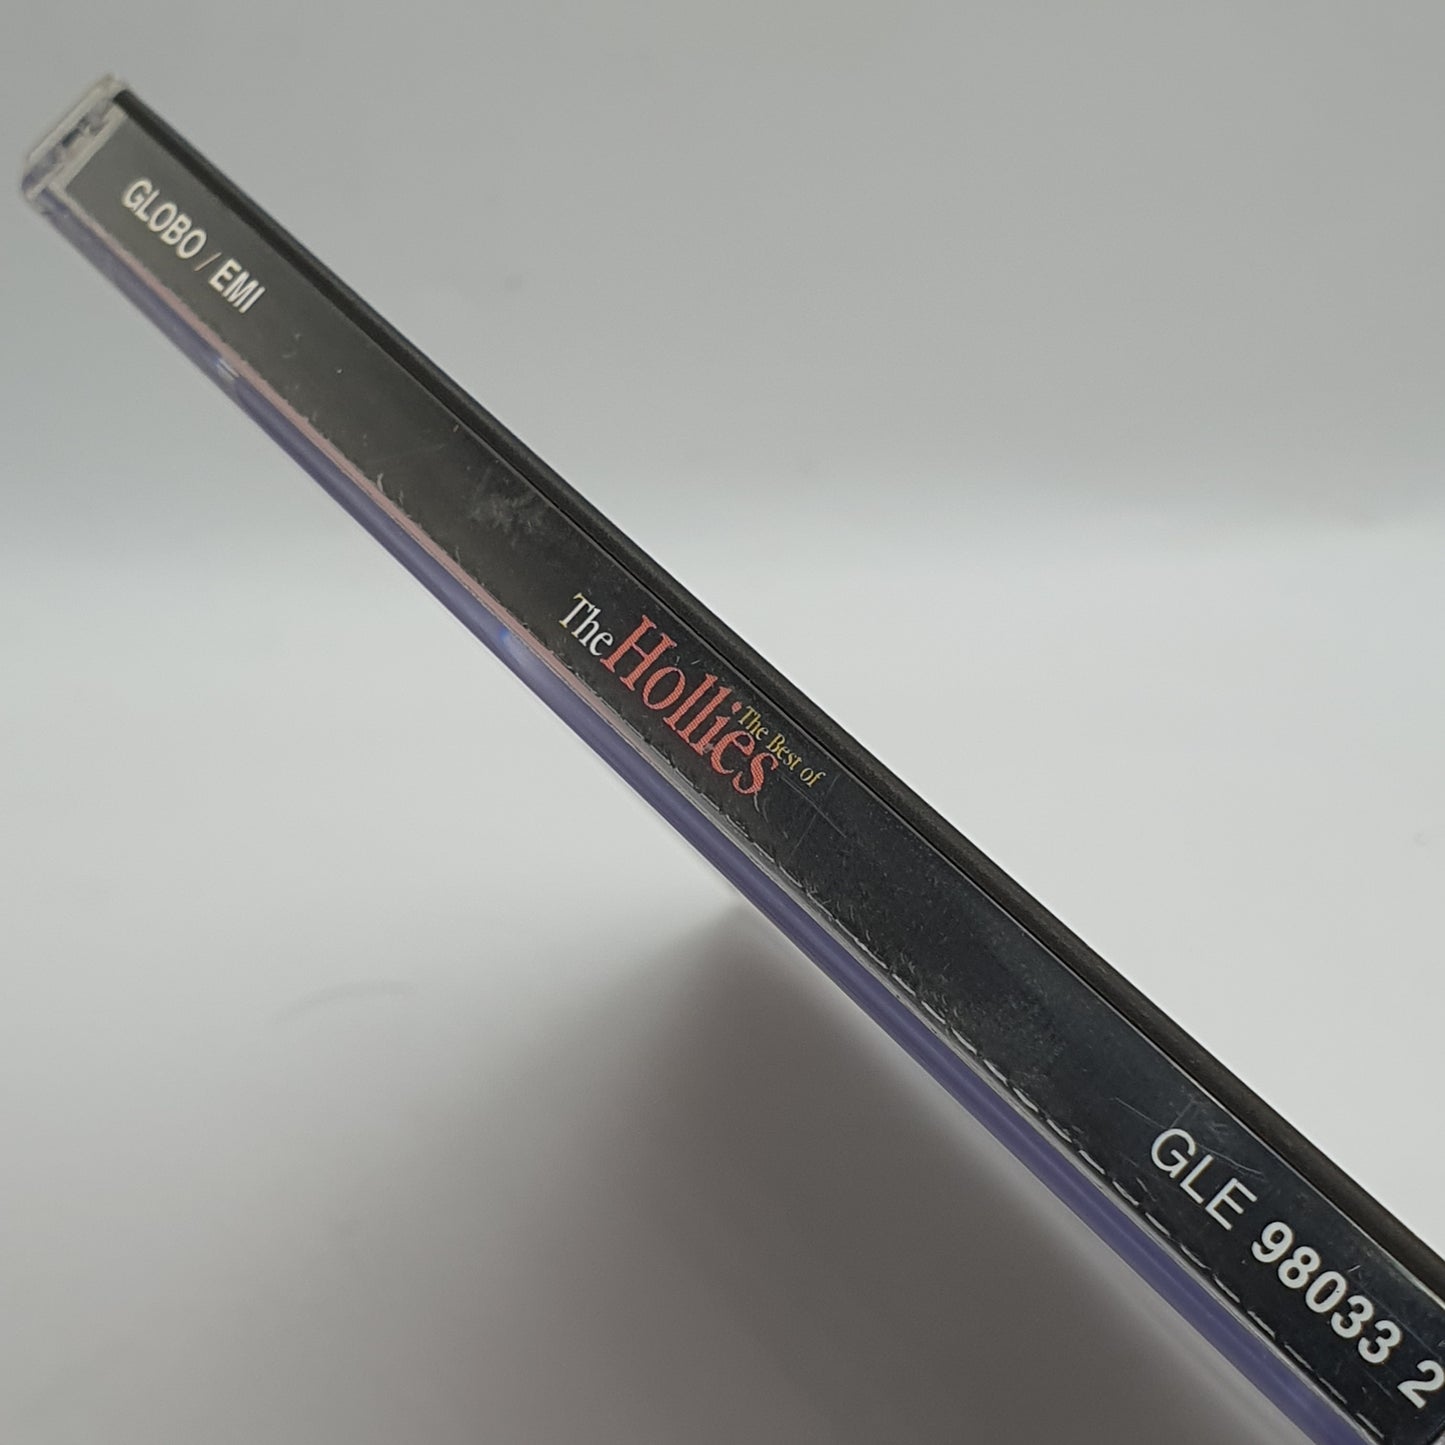 GLOBO / EMI
The Hollies
The Best of
GLE 98033 2